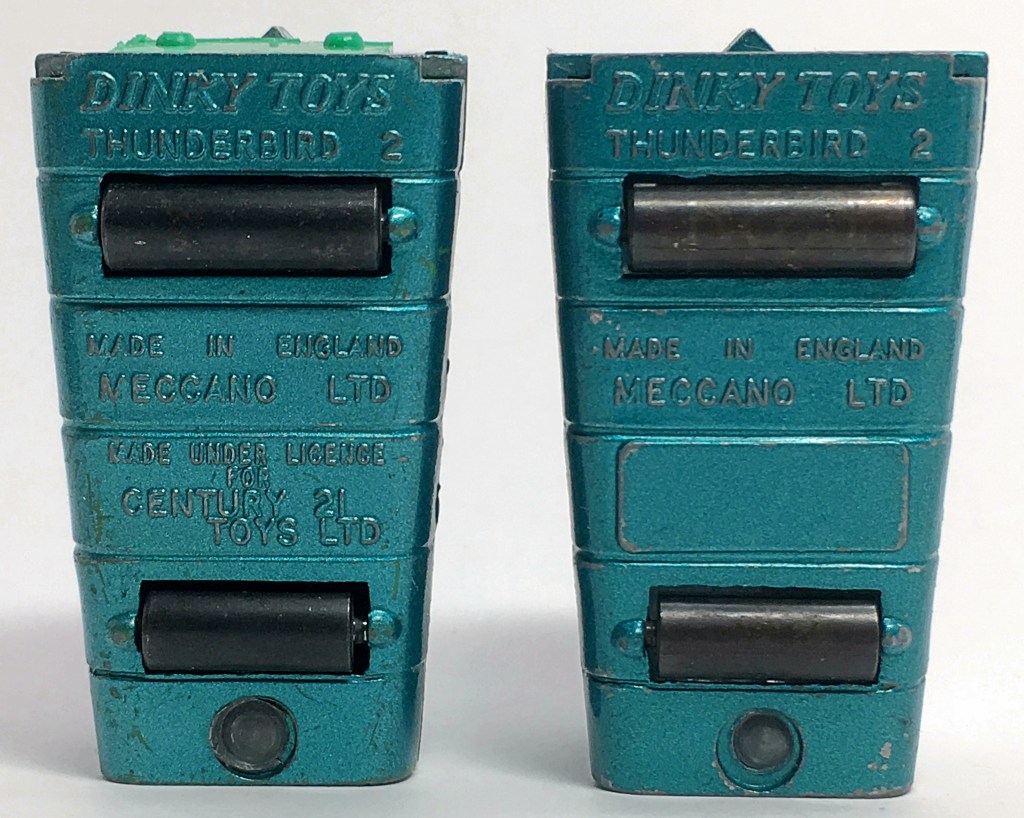 DINKY TOYS
THUNDERBIRD 2
MADE IN ENGLAND
MECCANO LTD
MADE UNDER LICENCE
FOR
CENTURY 21
TOYS LTD
DINKY TOYS
THUNDERBIRD 2
MADE IN ENGLAND
MECCANO LTD